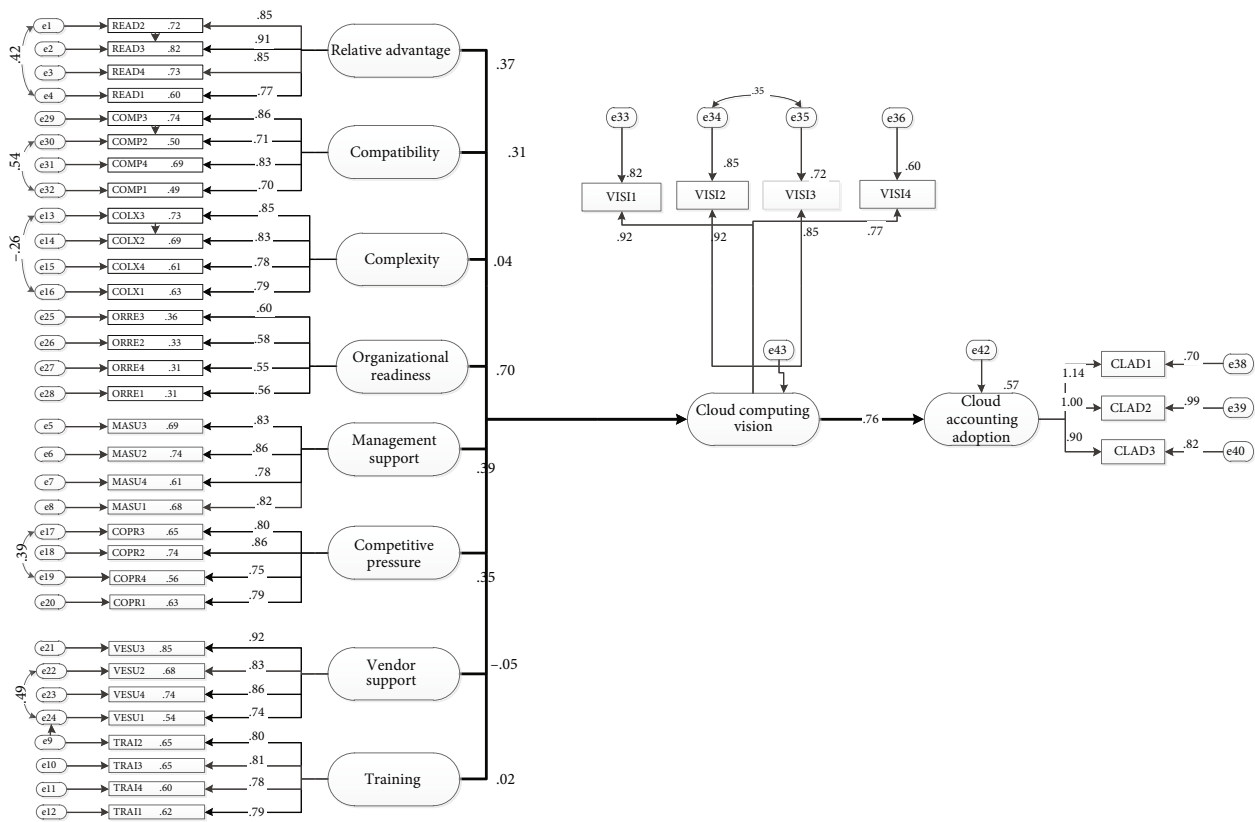 .85
e1 READ2 .72
.91
e2 READ3 .82
.85
e3 READ4 .73
.77
e4 READ1 .60
.42
Relative advantage
.37
e29 COMP3 .74 .86
e30 COMP2 .50 .71
e31 COMP4 .69 .83
e32 COMP1 .49 .70
.54
Compatibility
.31
e13 COLX3 .73 .85
e14 COLX2 .69 .83
e15 COLX4 .61 .78
e16 COLX1 .63 .79
–.26
Complexity
.04
e25 ORRE3 .36 .60
e26 ORRE2 .33 .58
e27 ORRE4 .31 .55
e28 ORRE1 .31 .56
Organizational
readiness
.70
e5 MASU3 .69 .83
e6 MASU2 .74 .86
e7 MASU4 .61 .78
e8 MASU1 .68 .82
Management
support
.39
e17 COPR3 .65 .80
e18 COPR2 .74 .86
e19 COPR4 .56 .75
e20 COPR1 .63 .79
.39
Competitive
pressure
.35
e21 VESU3 .85 .92
e22 VESU2 .68 .83
e23 VESU4 .74 .86
e24 VESU1 .54 .74
.49
Vendor
support
–.05
e9 TRAI2 .65 .80
e10 TRAI3 .65 .81
e11 TRAI4 .60 .78
e12 TRAI1 .62 .79
Training
.02
.35
e33 e34 e35 e36
.82 .85 .72 .60
VISI1 VISI2 VISI3 VISI4
.92 .92 .85 .77
e43
Cloud computing
vision
.76
e42
.57
Cloud
accounting
adoption
1.14 CLAD1 .70 e38
1.00 CLAD2 .99 e39
.90 CLAD3 .82 e40